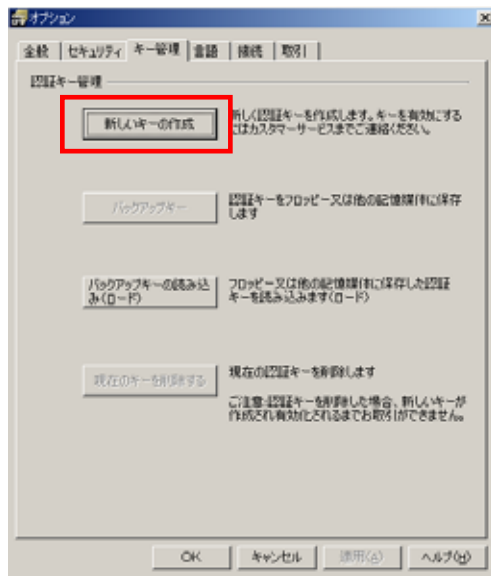 オプション
全般 セキュリティ キー管理 言語 接続 取引
認証キー管理
新しいキーの作成
新しく認証キーを作成します。キーを有効にする
にはカスタマーサービスまでご連絡ください。
バックアップキー
認証キーをフロッピー又は他の記憶媒体に保存
します
バックアップキーの読み込
み(ロード)
フロッピー又は他の記憶媒体に保存した認証
キーを読み込みます(ロード)
現在のキーを削除する
現在の認証キーを削除します
ご注意:認証キーを削除した場合、新しいキーが
作成され有効化されるまでお取引ができません。
OK キャンセル 適用(A) ヘルプ(H)